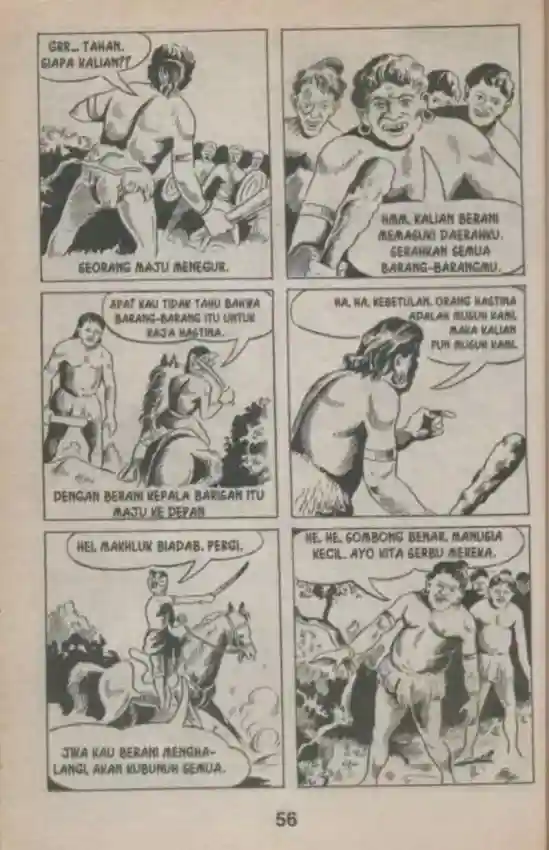 GRR... TAHAN.
SIAPA KALIAN??
SEORANG MAJU MENEGUR.
HMM. KALIAN BERANI
MEMASUKI DAERAHKU.
SERAHKAN SEMUA
BARANG-BARANGMU.
APA? KAU TIDAK TAHU BAHWA
BARANG-BARANG ITU UNTUK
RAJA HASTINA.
DENGAN BERANI KEPALA BARISAN ITU
MAJU KE DEPAN
HA. HA. KEBETULAN. ORANG HASTINA
ADALAH MUSUH KAMI.
MAKA KALIAN
PUN MUSUH KAMI.
HEI. MAKHLUK BIADAB. PERGI.
JIKA KAU BERANI MENGHA-
LANGI, AKAN KUBUNUH SEMUA.
HE. HE. SOMBONG BENAR. MANUSIA
KECIL. AYO KITA SERBU MEREKA.
56